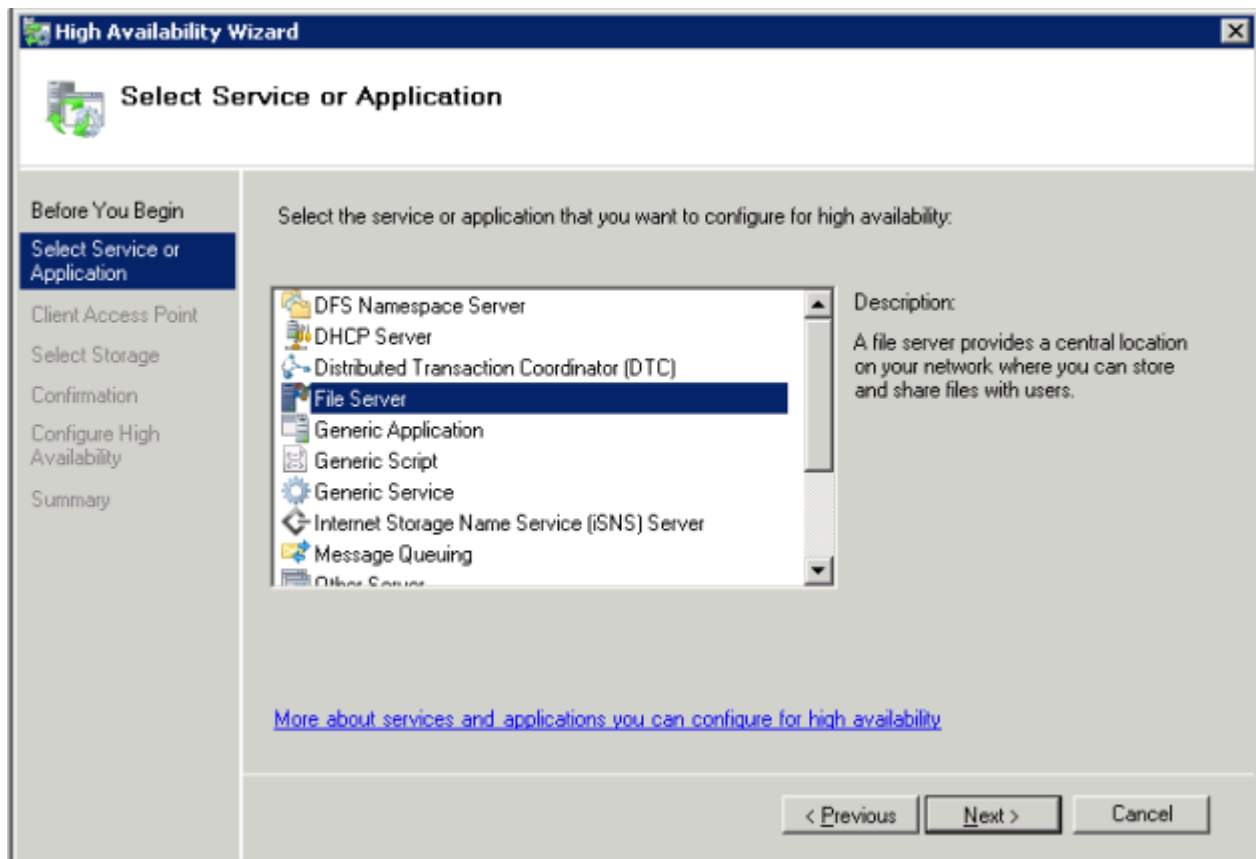 High Availability Wizard
Select Service or Application
Before You Begin
Select Service or
Application
Client Access Point
Select Storage
Confirmation
Configure High
Availability
Summary
Select the service or application that you want to configure for high availability:
DFS Namespace Server
DHCP Server
Distributed Transaction Coordinator (DTC)
File Server
Generic Application
Generic Script
Generic Service
Internet Storage Name Service (iSNS) Server
Message Queuing
Other Server
Description:
A file server provides a central location
on your network where you can store
and share files with users.
More about services and applications you can configure for high availability
< Previous
Next >
Cancel